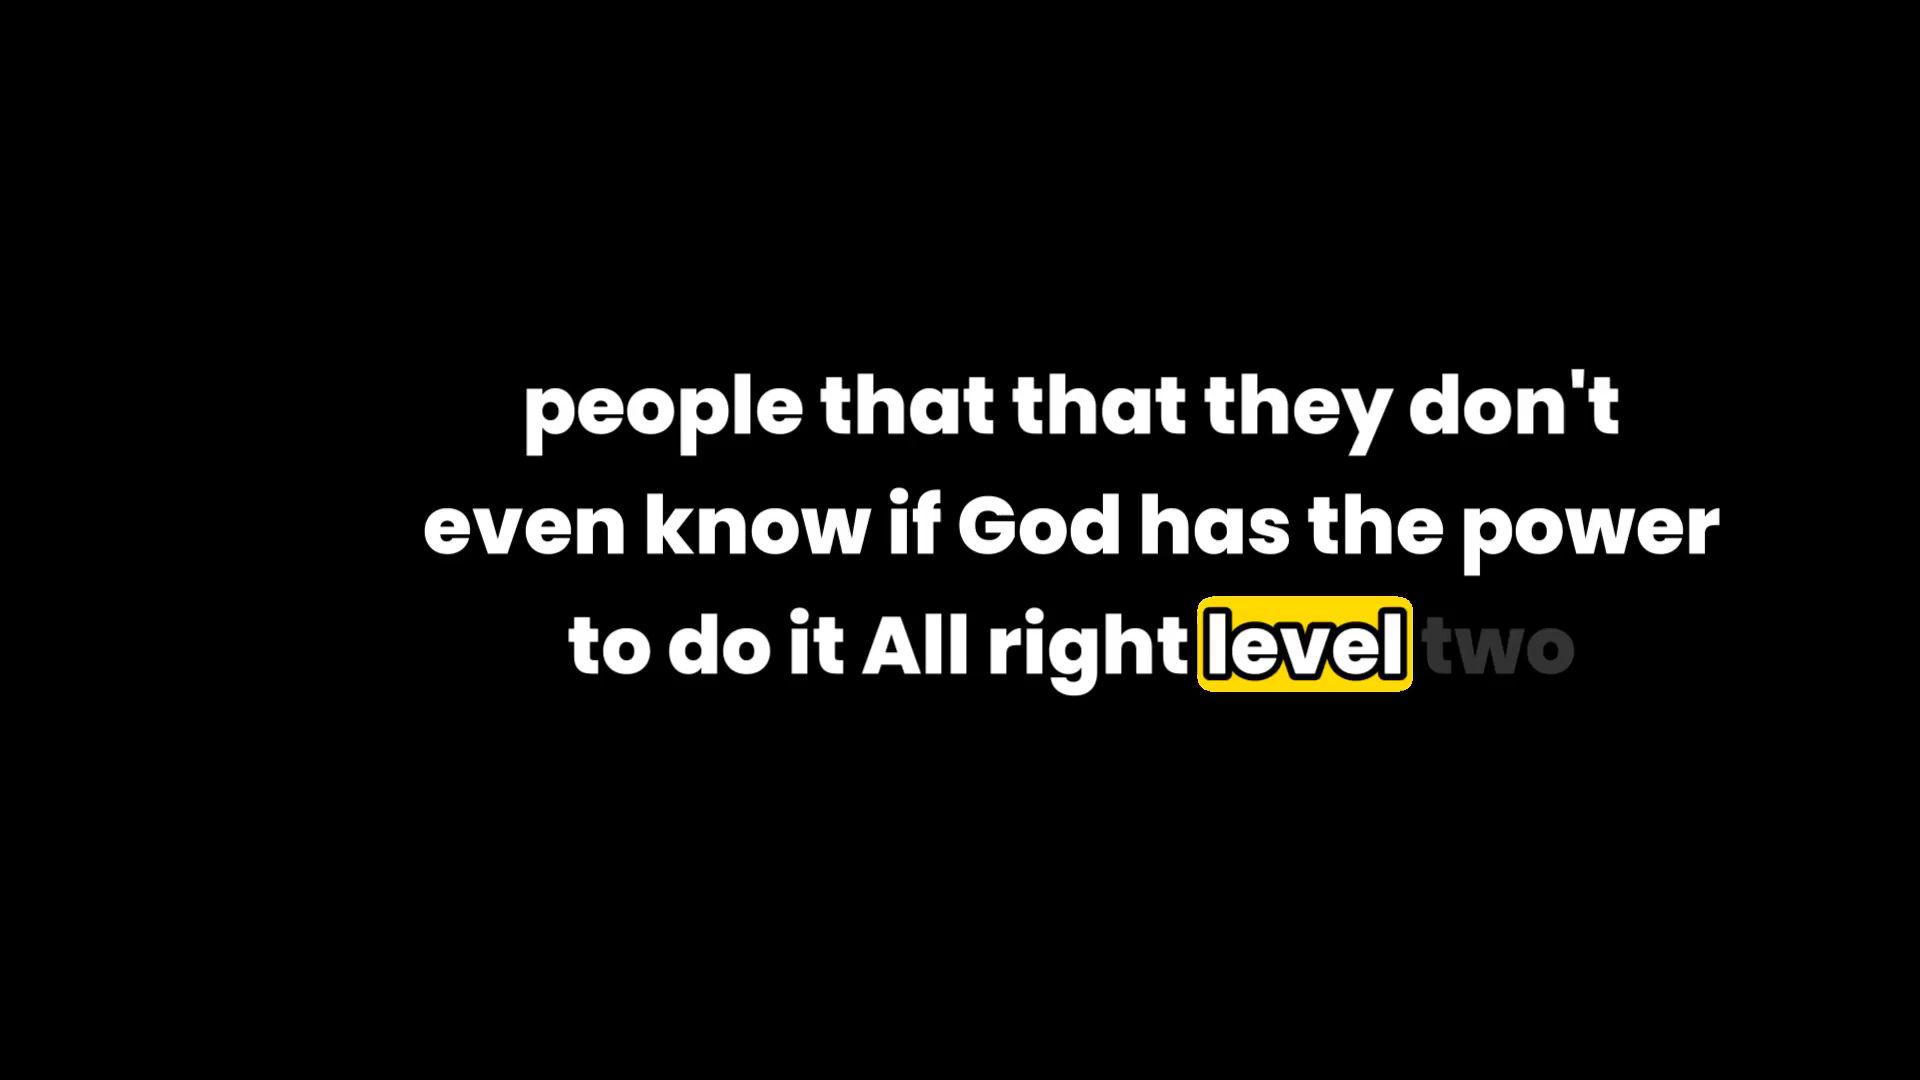 people that that they don't
even know if God has the power
to do it All right level two